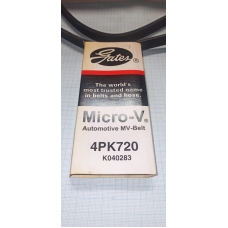 Gates®
The world's
most trusted name
in belts and hose.
Micro-V®
Automotive MV-Belt
4PK720
K040283